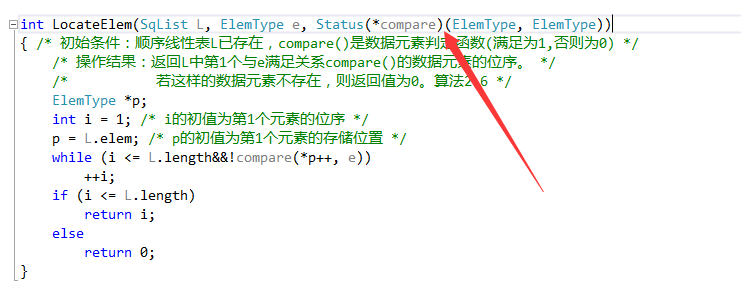 int LocateElem(SqList L, ElemType e, Status(*compare)(ElemType, ElemType))
{ /* 初始条件：顺序线性表L已存在，compare()是数据元素判定函数(满足为1,否则为0) */
/* 操作结果：返回L中第1个与e满足关系compare()的数据元素的位序。 */
/* 若这样的数据元素不存在，则返回值为0。算法2.6 */
ElemType *p;
int i = 1; /* i的初值为第1个元素的位序 */
p = L.elem; /* p的初值为第1个元素的存储位置 */
while (i <= L.length&&!compare(*p++, e))
++i;
if (i <= L.length)
return i;
else
return 0;
}